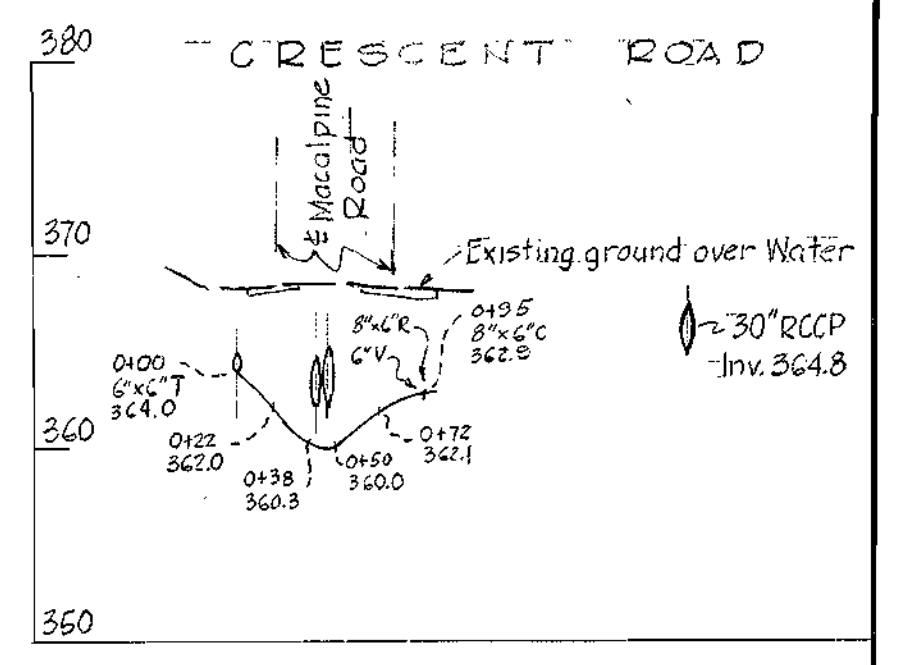 380
CRESCENT ROAD
℄ Macalpine
Road
370
Existing ground over Water
0+95
8"x6"C
362.9
8"x6"R
6"V
30" RCCP
Inv. 364.8
0+00
6"x6"T
364.0
360
0+22
362.0
0+38
360.3
0+50
360.0
0+72
362.1
350